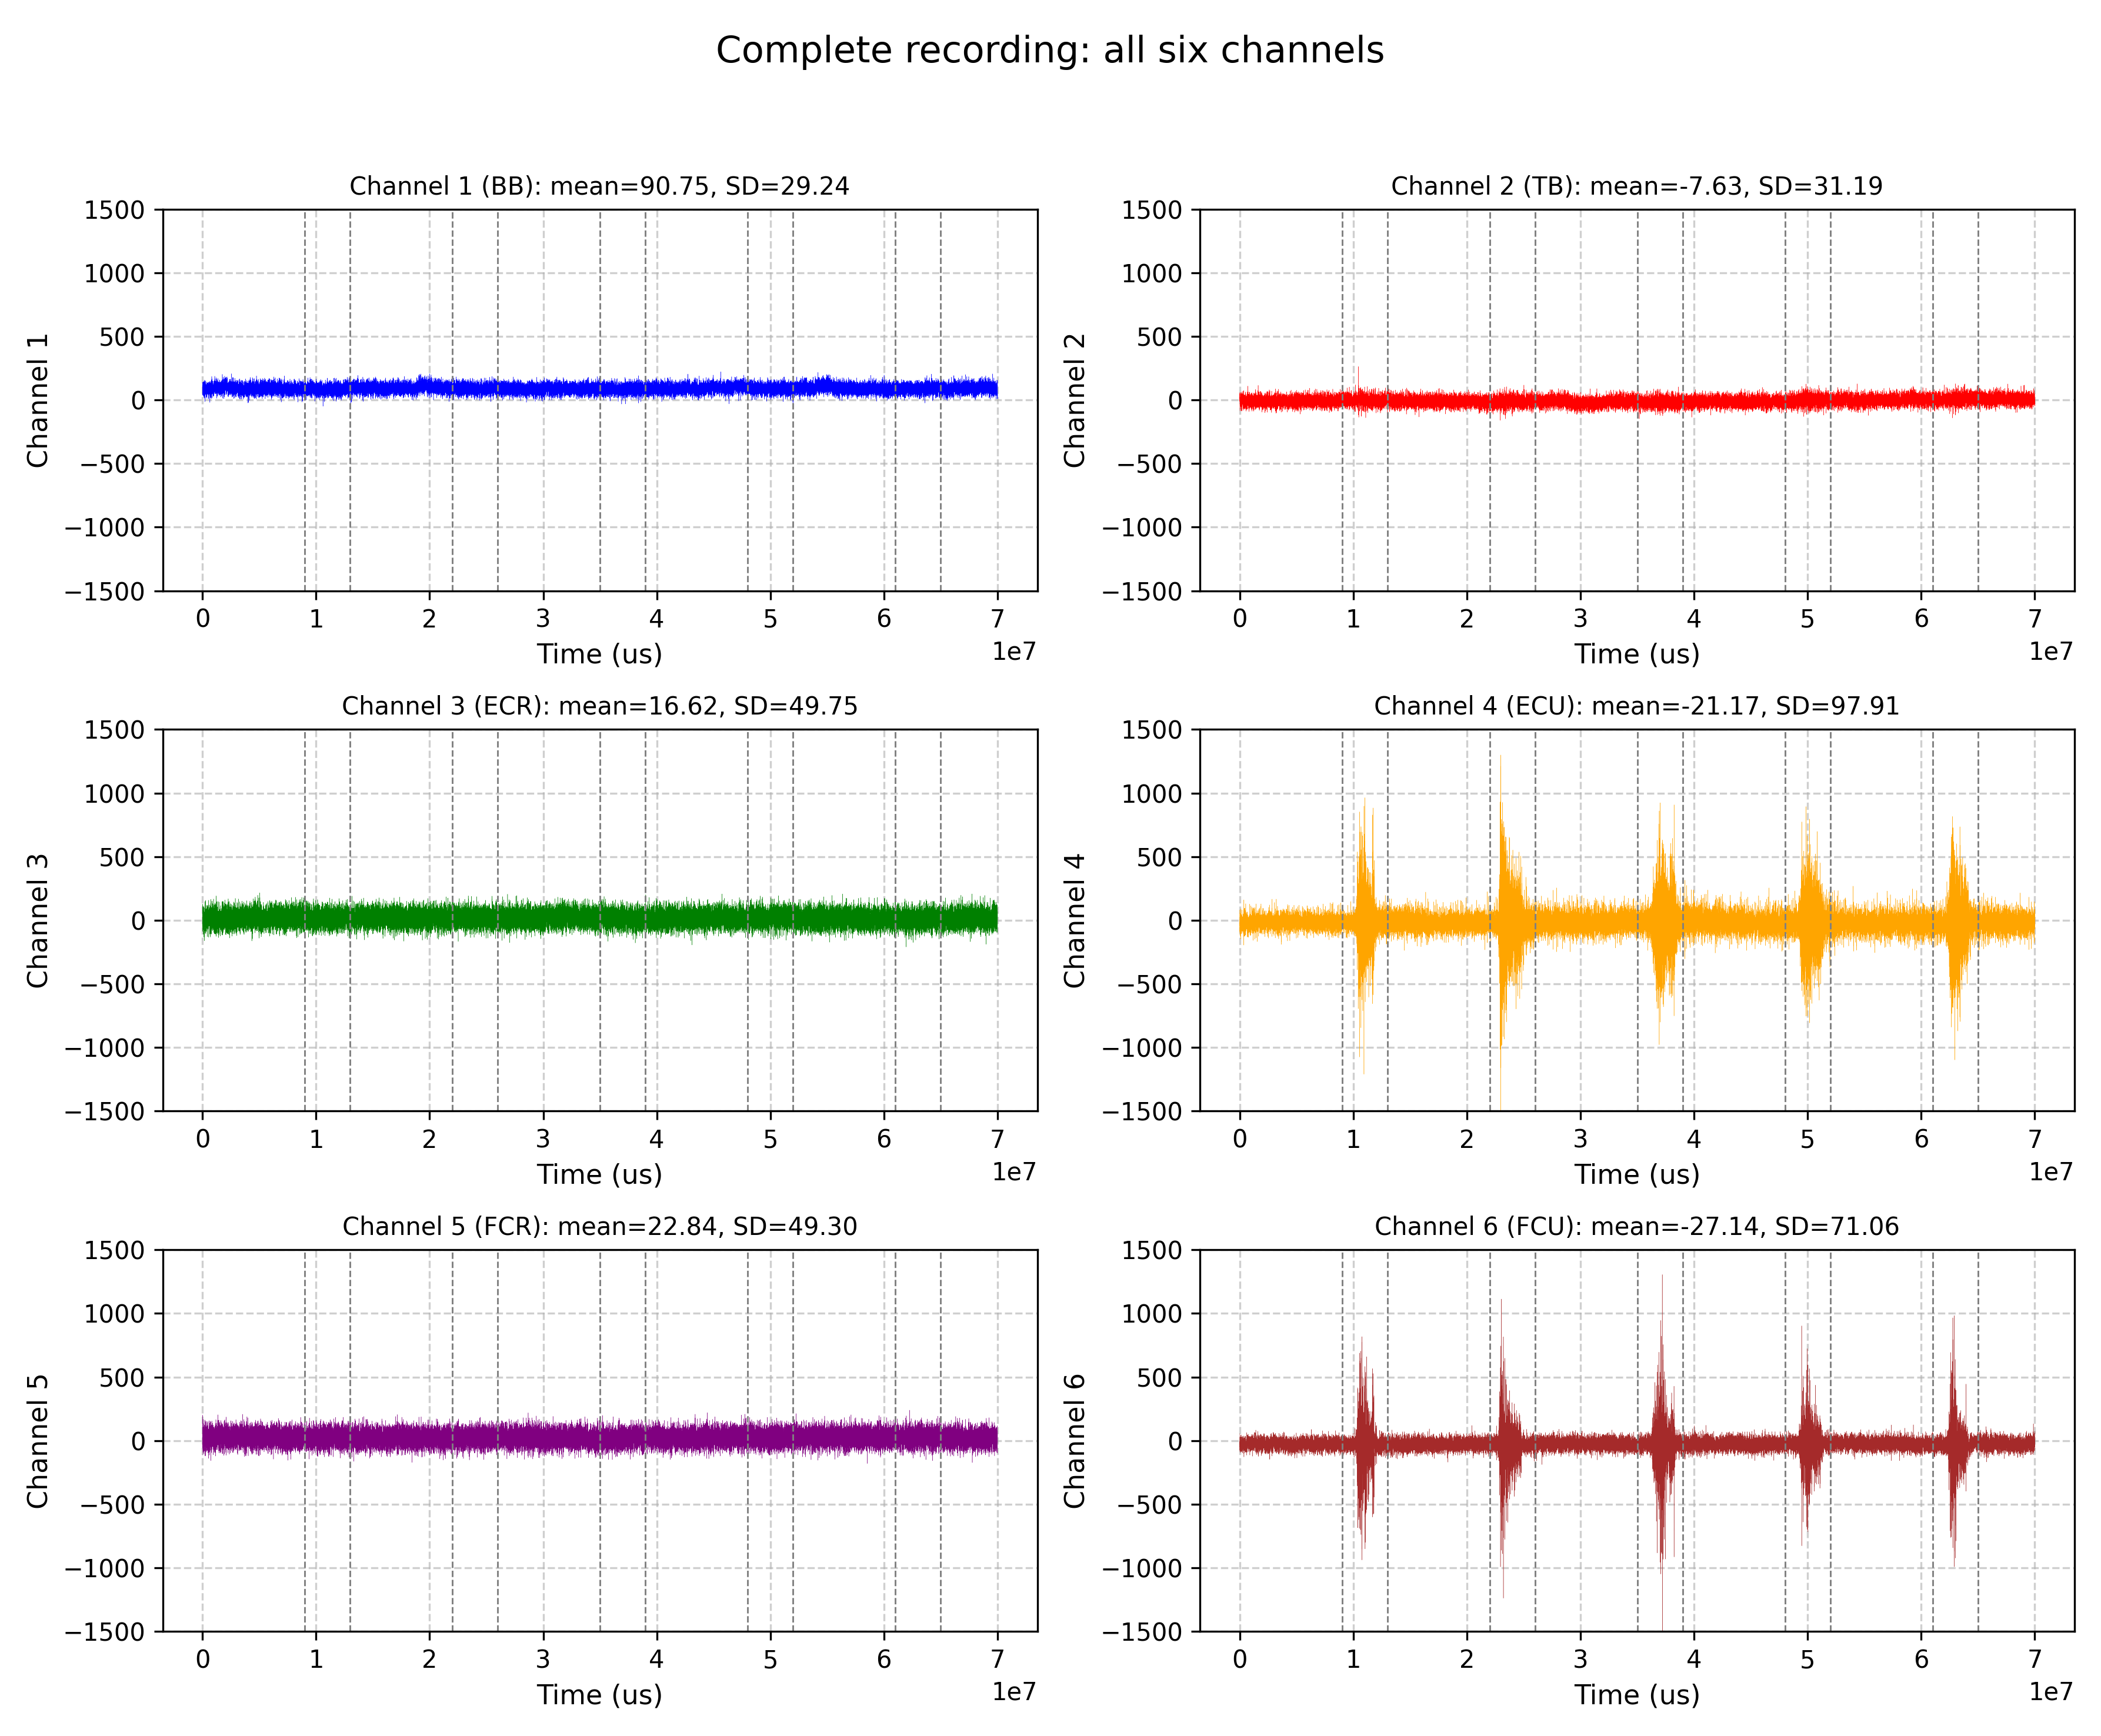 Complete recording: all six channels
Channel 1 (BB): mean=90.75, SD=29.24
1500
1000
500
0
−500
−1000
−1500
Channel 1
0 1 2 3 4 5 6 7
Time (us)
1e7
Channel 2 (TB): mean=-7.63, SD=31.19
1500
1000
500
0
−500
−1000
−1500
Channel 2
0 1 2 3 4 5 6 7
Time (us)
1e7
Channel 3 (ECR): mean=16.62, SD=49.75
1500
1000
500
0
−500
−1000
−1500
Channel 3
0 1 2 3 4 5 6 7
Time (us)
1e7
Channel 4 (ECU): mean=-21.17, SD=97.91
1500
1000
500
0
−500
−1000
−1500
Channel 4
0 1 2 3 4 5 6 7
Time (us)
1e7
Channel 5 (FCR): mean=22.84, SD=49.30
1500
1000
500
0
−500
−1000
−1500
Channel 5
0 1 2 3 4 5 6 7
Time (us)
1e7
Channel 6 (FCU): mean=-27.14, SD=71.06
1500
1000
500
0
−500
−1000
−1500
Channel 6
0 1 2 3 4 5 6 7
Time (us)
1e7